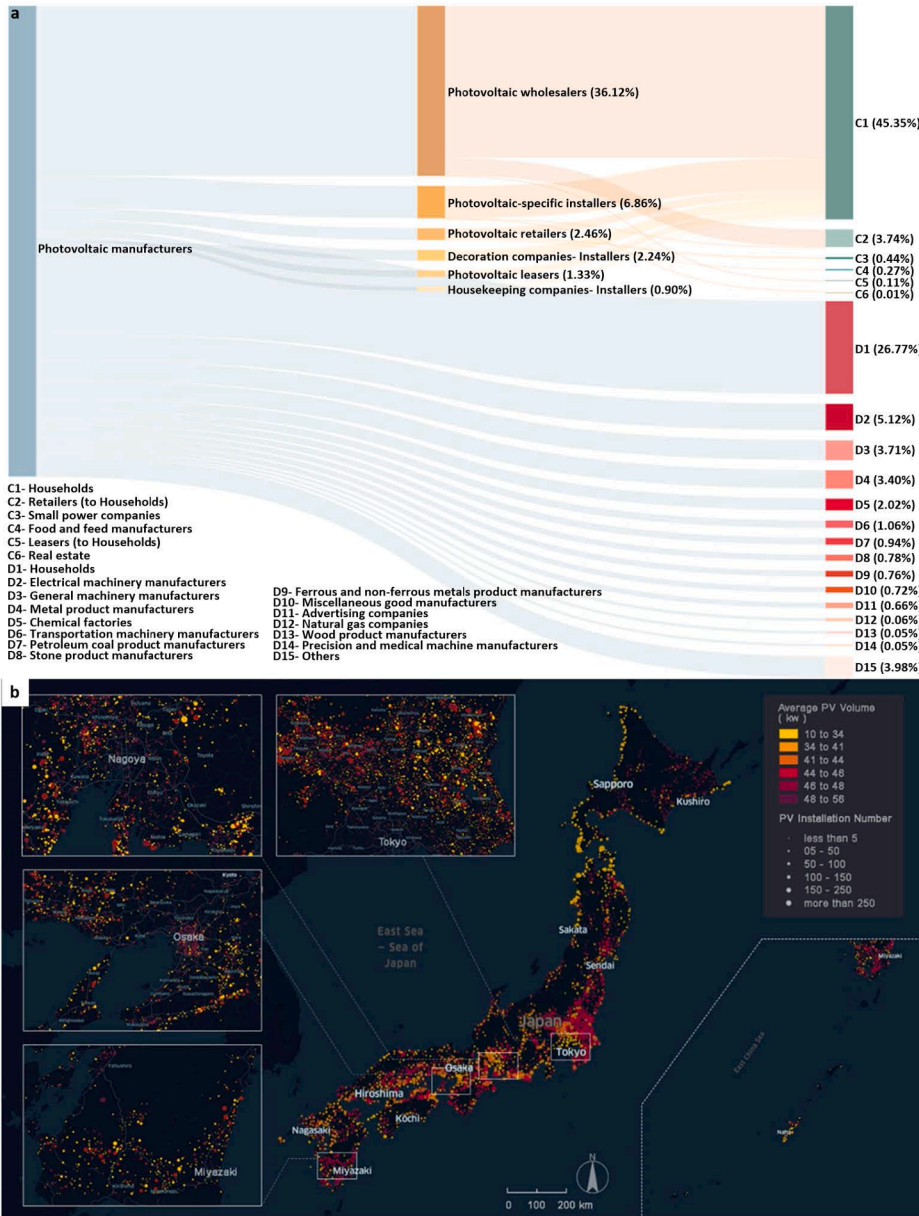 a
Photovoltaic wholesalers (36.12%)
C1 (45.35%)
Photovoltaic-specific installers (6.86%)
Photovoltaic retailers (2.46%)
C2 (3.74%)
Photovoltaic manufacturers
Decoration companies- Installers (2.24%)
C3 (0.44%)
Photovoltaic leasers (1.33%)
C4 (0.27%)
C5 (0.11%)
Housekeeping companies- Installers (0.90%)
C6 (0.01%)
D1 (26.77%)
D2 (5.12%)
D3 (3.71%)
D4 (3.40%)
D5 (2.02%)
D6 (1.06%)
D7 (0.94%)
D8 (0.78%)
D9 (0.76%)
D10 (0.72%)
D11 (0.66%)
D12 (0.06%)
D13 (0.05%)
D14 (0.05%)
D15 (3.98%)
C1- Households
C2- Retailers (to Households)
C3- Small power companies
C4- Food and feed manufacturers
C5- Leasers (to Households)
C6- Real estate
D1- Households
D2- Electrical machinery manufacturers
D3- General machinery manufacturers
D4- Metal product manufacturers
D5- Chemical factories
D6- Transportation machinery manufacturers
D7- Petroleum coal product manufacturers
D8- Stone product manufacturers
D9- Ferrous and non-ferrous metals product manufacturers
D10- Miscellaneous good manufacturers
D11- Advertising companies
D12- Natural gas companies
D13- Wood product manufacturers
D14- Precision and medical machine manufacturers
D15- Others
b
Nagoya
Tokyo
Kyoto
Osaka
Miyazaki
East Sea
– Sea of
Japan
Sapporo
Kushiro
Sakata
Sendai
Japan
Tokyo
Osaka
Hiroshima
Kochi
Nagasaki
Miyazaki
N
0 100 200 km
Average PV Volume
( kw )
10 to 34
34 to 41
41 to 44
44 to 46
46 to 48
48 to 56
PV Installation Number
less than 5
05 - 50
50 - 100
100 - 150
150 - 250
more than 250
Miyazaki
East China Sea
Naha